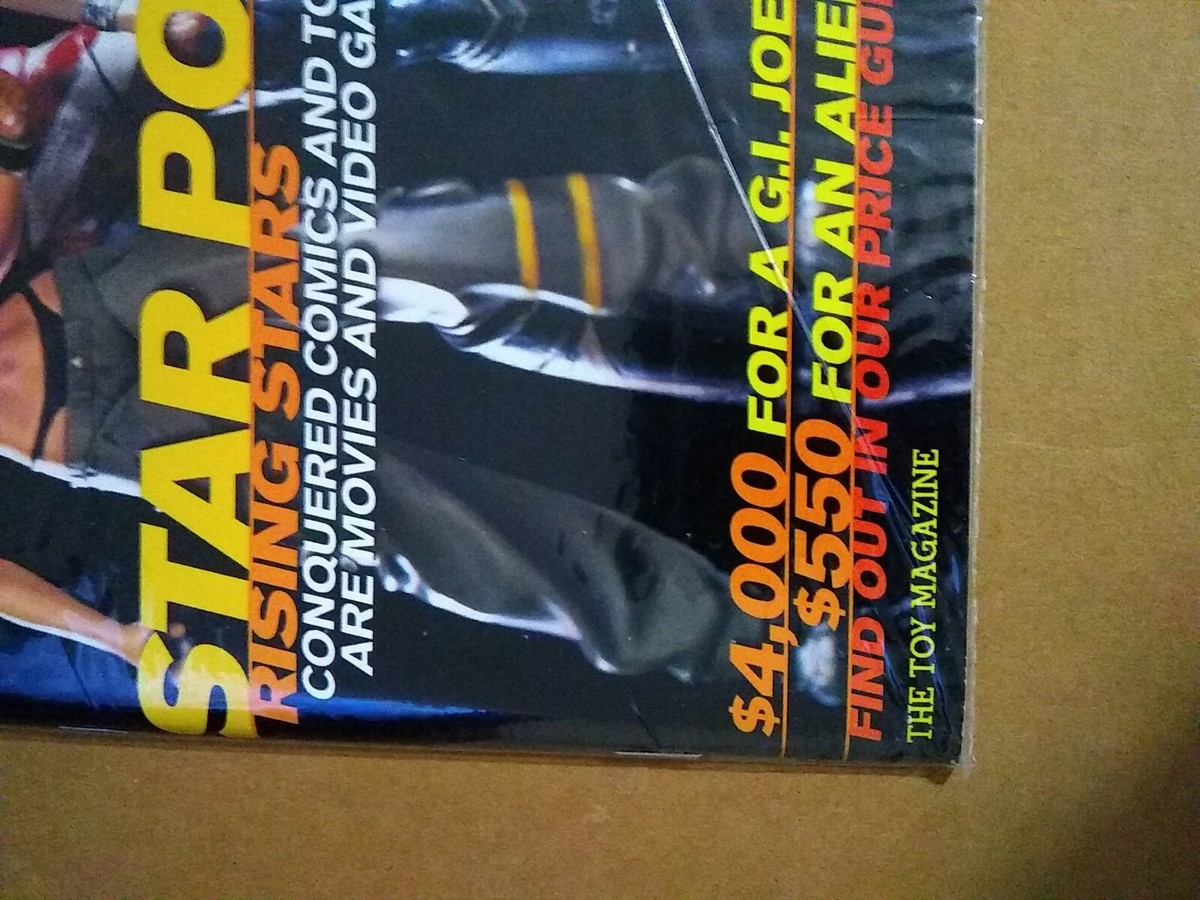 STAR PO
RISING STARS
CONQUERED COMICS AND TO
ARE MOVIES AND VIDEO GA
$4,000 FOR A G.I. JOE
$550 FOR AN ALIE
FIND OUT IN OUR PRICE GUI
THE TOY MAGAZINE